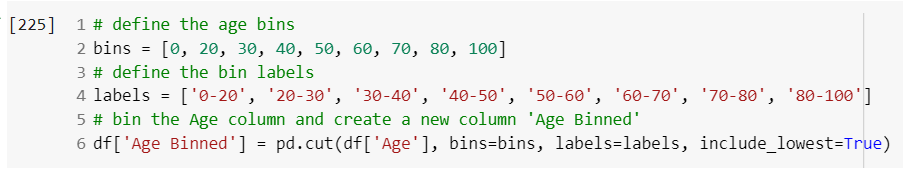 [225] 1 # define the age bins
2 bins = [0, 20, 30, 40, 50, 60, 70, 80, 100]
3 # define the bin labels
4 labels = ['0-20', '20-30', '30-40', '40-50', '50-60', '60-70', '70-80', '80-100']
5 # bin the Age column and create a new column 'Age Binned'
6 df['Age Binned'] = pd.cut(df['Age'], bins=bins, labels=labels, include_lowest=True)